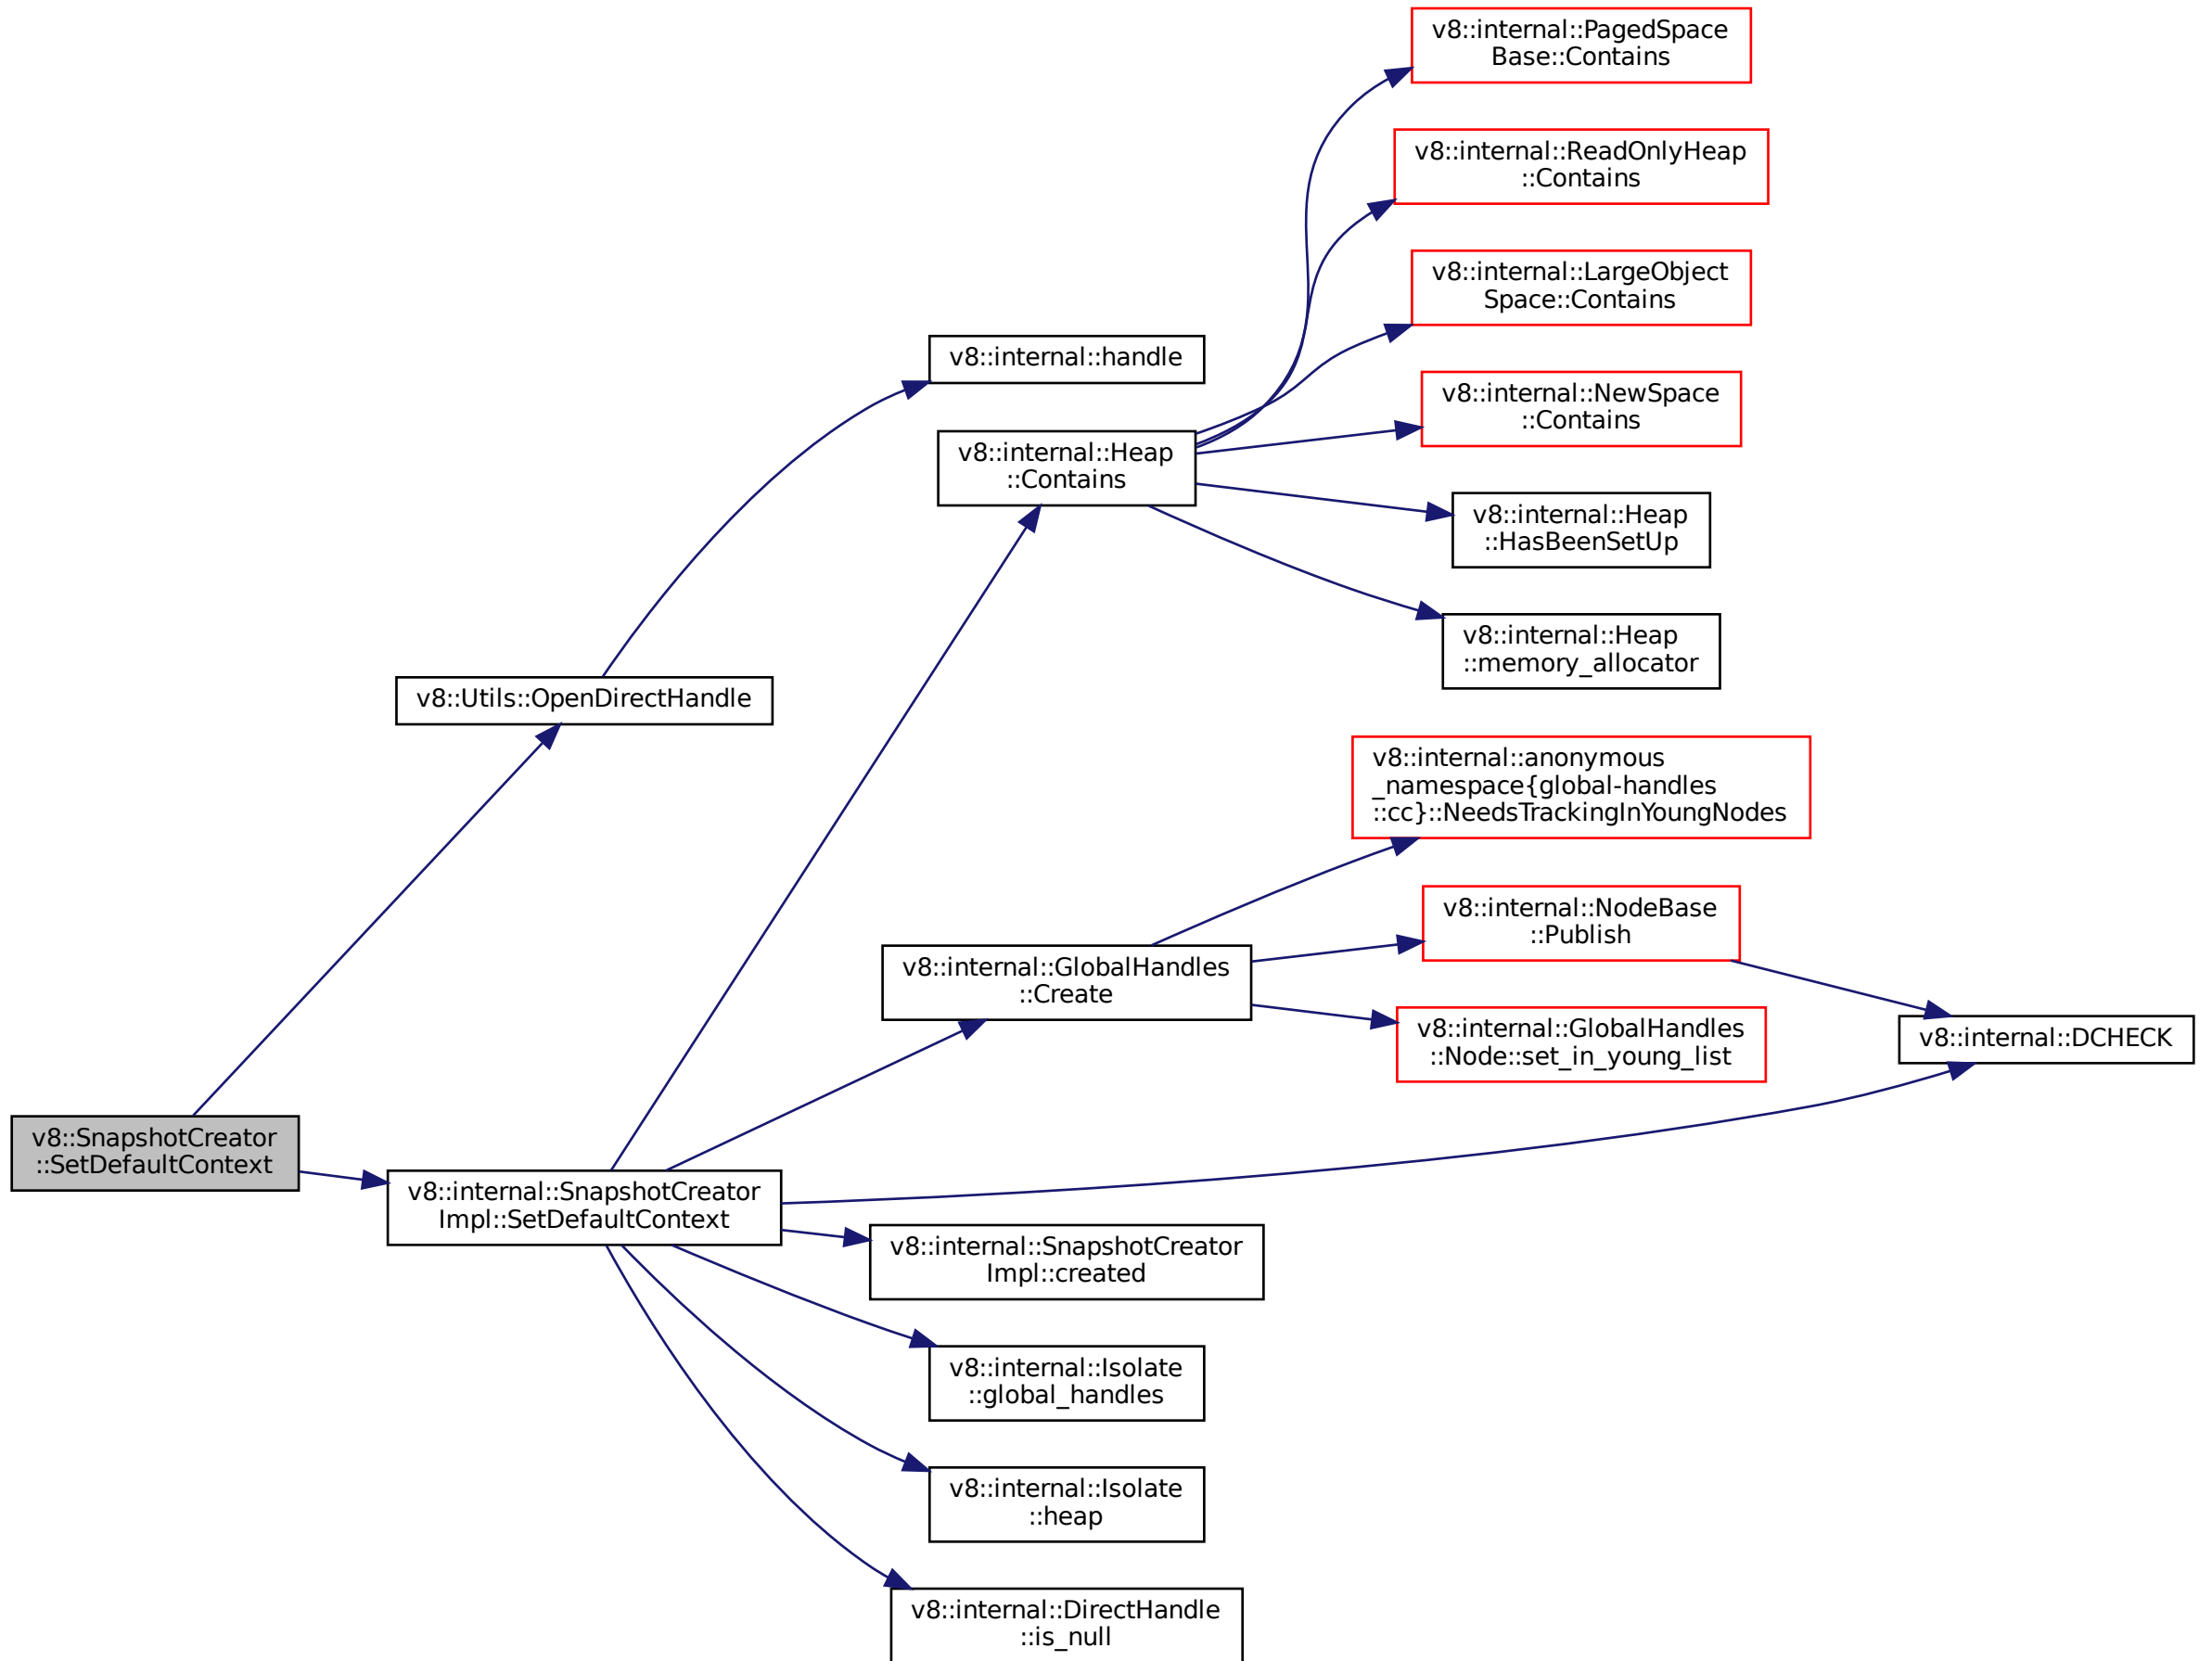 v8::internal::PagedSpace
Base::Contains
v8::internal::ReadOnlyHeap
::Contains
v8::internal::LargeObject
Space::Contains
v8::internal::handle
v8::internal::NewSpace
::Contains
v8::internal::Heap
::Contains
v8::internal::Heap
::HasBeenSetUp
v8::internal::Heap
::memory_allocator
v8::Utils::OpenDirectHandle
v8::internal::anonymous
_namespace{global-handles
::cc}::NeedsTrackingInYoungNodes
v8::internal::NodeBase
::Publish
v8::internal::GlobalHandles
::Create
v8::internal::GlobalHandles
::Node::set_in_young_list
v8::internal::DCHECK
v8::SnapshotCreator
::SetDefaultContext
v8::internal::SnapshotCreator
Impl::SetDefaultContext
v8::internal::SnapshotCreator
Impl::created
v8::internal::Isolate
::global_handles
v8::internal::Isolate
::heap
v8::internal::DirectHandle
::is_null